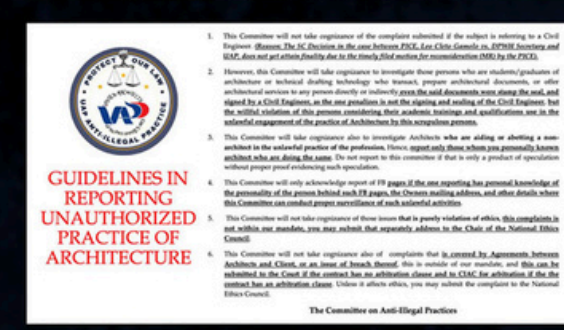 PROTECT OUR LAW
UAP ANTI-ILLEGAL PRACTICE
GUIDELINES IN
REPORTING
UNAUTHORIZED
PRACTICE OF
ARCHITECTURE
1. This Committee will not take cognizance of the complaint submitted if the subject is referring to a Civil
Engineer. (Reason: The SC Decision in the case between PICE, Leo Cleto Gamolo vs. DPWH Secretary and
UAP, does not yet attain finality due to the timely filed motion for reconsideration (MR) by the PICE).
2. However, this Committee will take cognizance to investigate those persons who are students/graduates of
architecture or technical drafting technology who transact, prepare architectural documents, or offer
architectural services to any person directly or indirectly even the said documents were stamp the seal, and
signed by a Civil Engineer, as the one penalizes is not the signing and sealing of the Civil Engineer, but
the willful violation of this persons considering their academic trainings and qualifications use in the
unlawful engagement of the practice of Architecture by this scrupulous persons.
3. This Committee will take cognizance also to investigate Architects who are aiding or abetting a non-
architect in the unlawful practice of the profession. Hence, report only those whom you personally known
architect who are doing the same. Do not report to this committee if that is only a product of speculation
without proper proof evidencing such speculation.
4. This Committee will only acknowledge report of FB pages if the one reporting has personal knowledge of
the personality of the person behind such FB pages, the Owners mailing address, and other details where
this Committee can conduct proper surveillance of such unlawful activities.
5. This Committee will not take cognizance of those issues that is purely violation of ethics, this complaints is
not within our mandate, you may submit that separately address to the Chair of the National Ethics
Council.
6. This Committee will not take cognizance also of complaints that is covered by Agreements between
Architects and Client, or an issue of breach thereof, this is outside of our mandate, and this can be
submitted to the Court if the contract has no arbitration clause and to CIAC for arbitration if the the
contract has an arbitration clause. Unless it affects ethics, you may submit the complaint to the National
Ethics Council.
The Committee on Anti-Illegal Practices